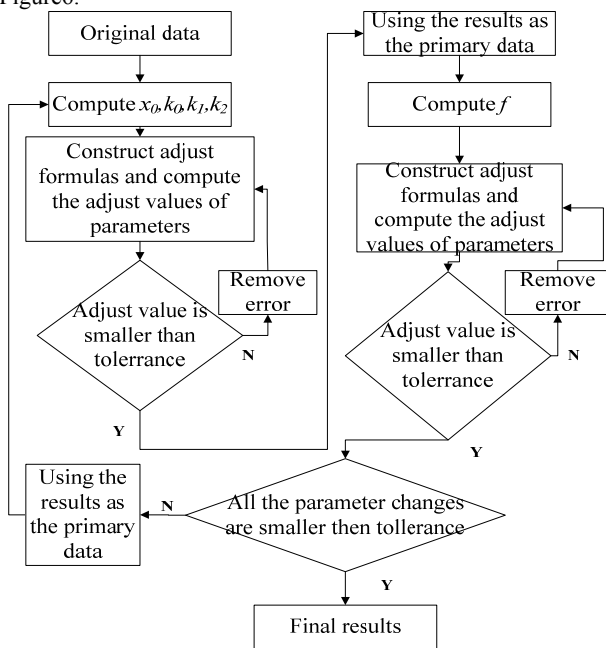 Figure6.
Original data
Compute x0,k0,k1,k2
Construct adjust
formulas and compute
the adjust values of
parameters
Remove
error
Adjust value is
smaller than
tolerrance
N
Y
Using the results as
the primary data
Compute f
Construct adjust
formulas and
compute the adjust
values of parameters
Remove
error
Adjust value is
smaller than
tolerrance
N
Y
Using the
results as
the primary
data
N
All the parameter changes
are smaller then tollerance
Y
Final results